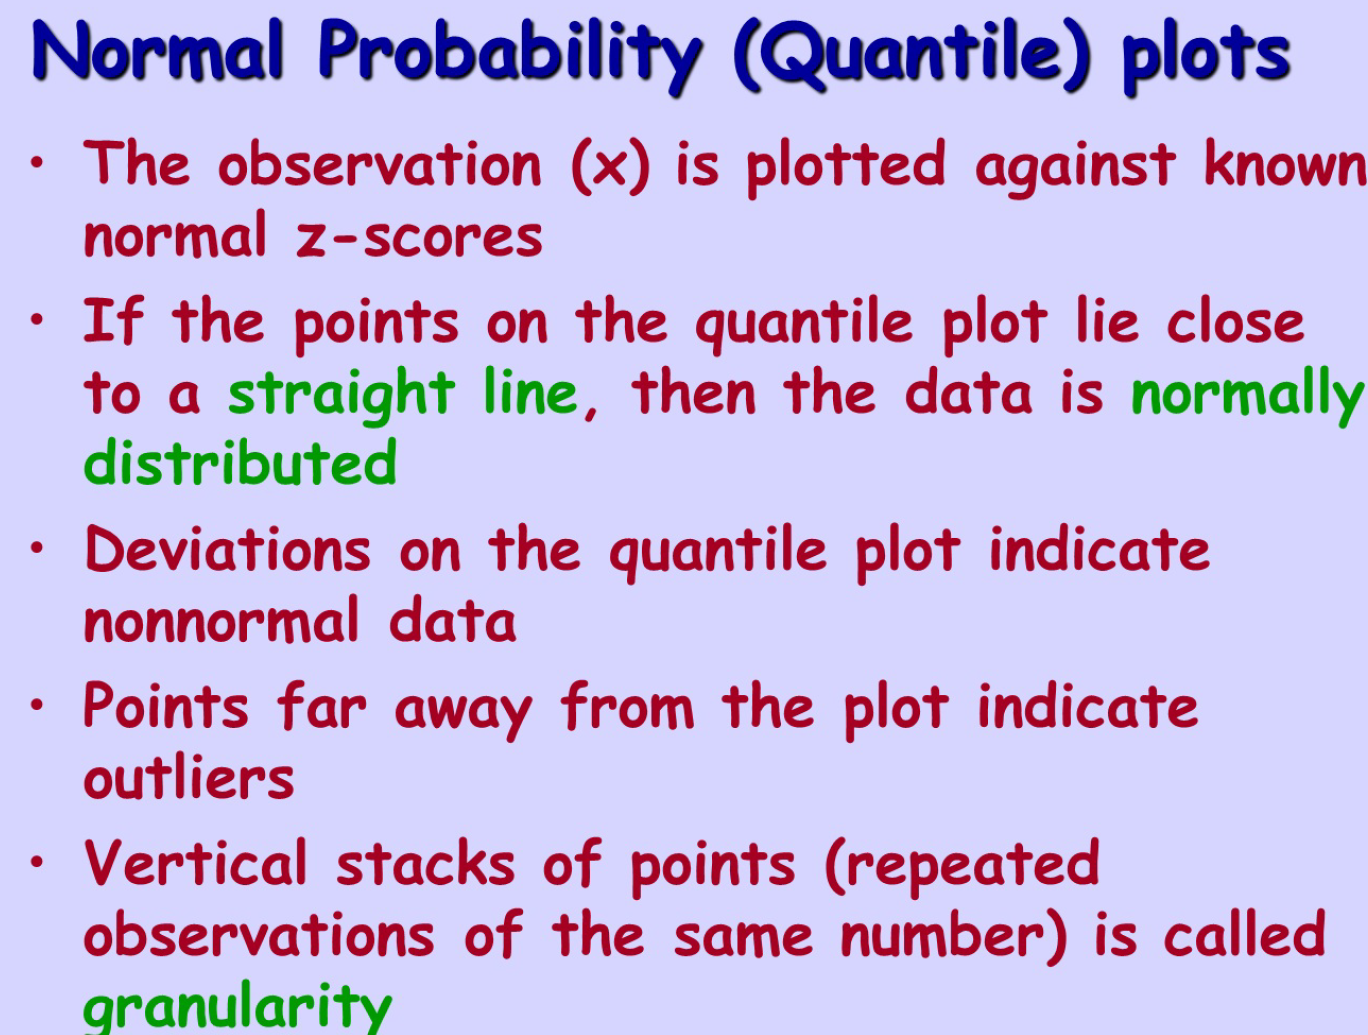 Normal Probability (Quantile) plots
• The observation (x) is plotted against known
normal z-scores
• If the points on the quantile plot lie close
to a straight line, then the data is normally
distributed
• Deviations on the quantile plot indicate
nonnormal data
• Points far away from the plot indicate
outliers
• Vertical stacks of points (repeated
observations of the same number) is called
granularity